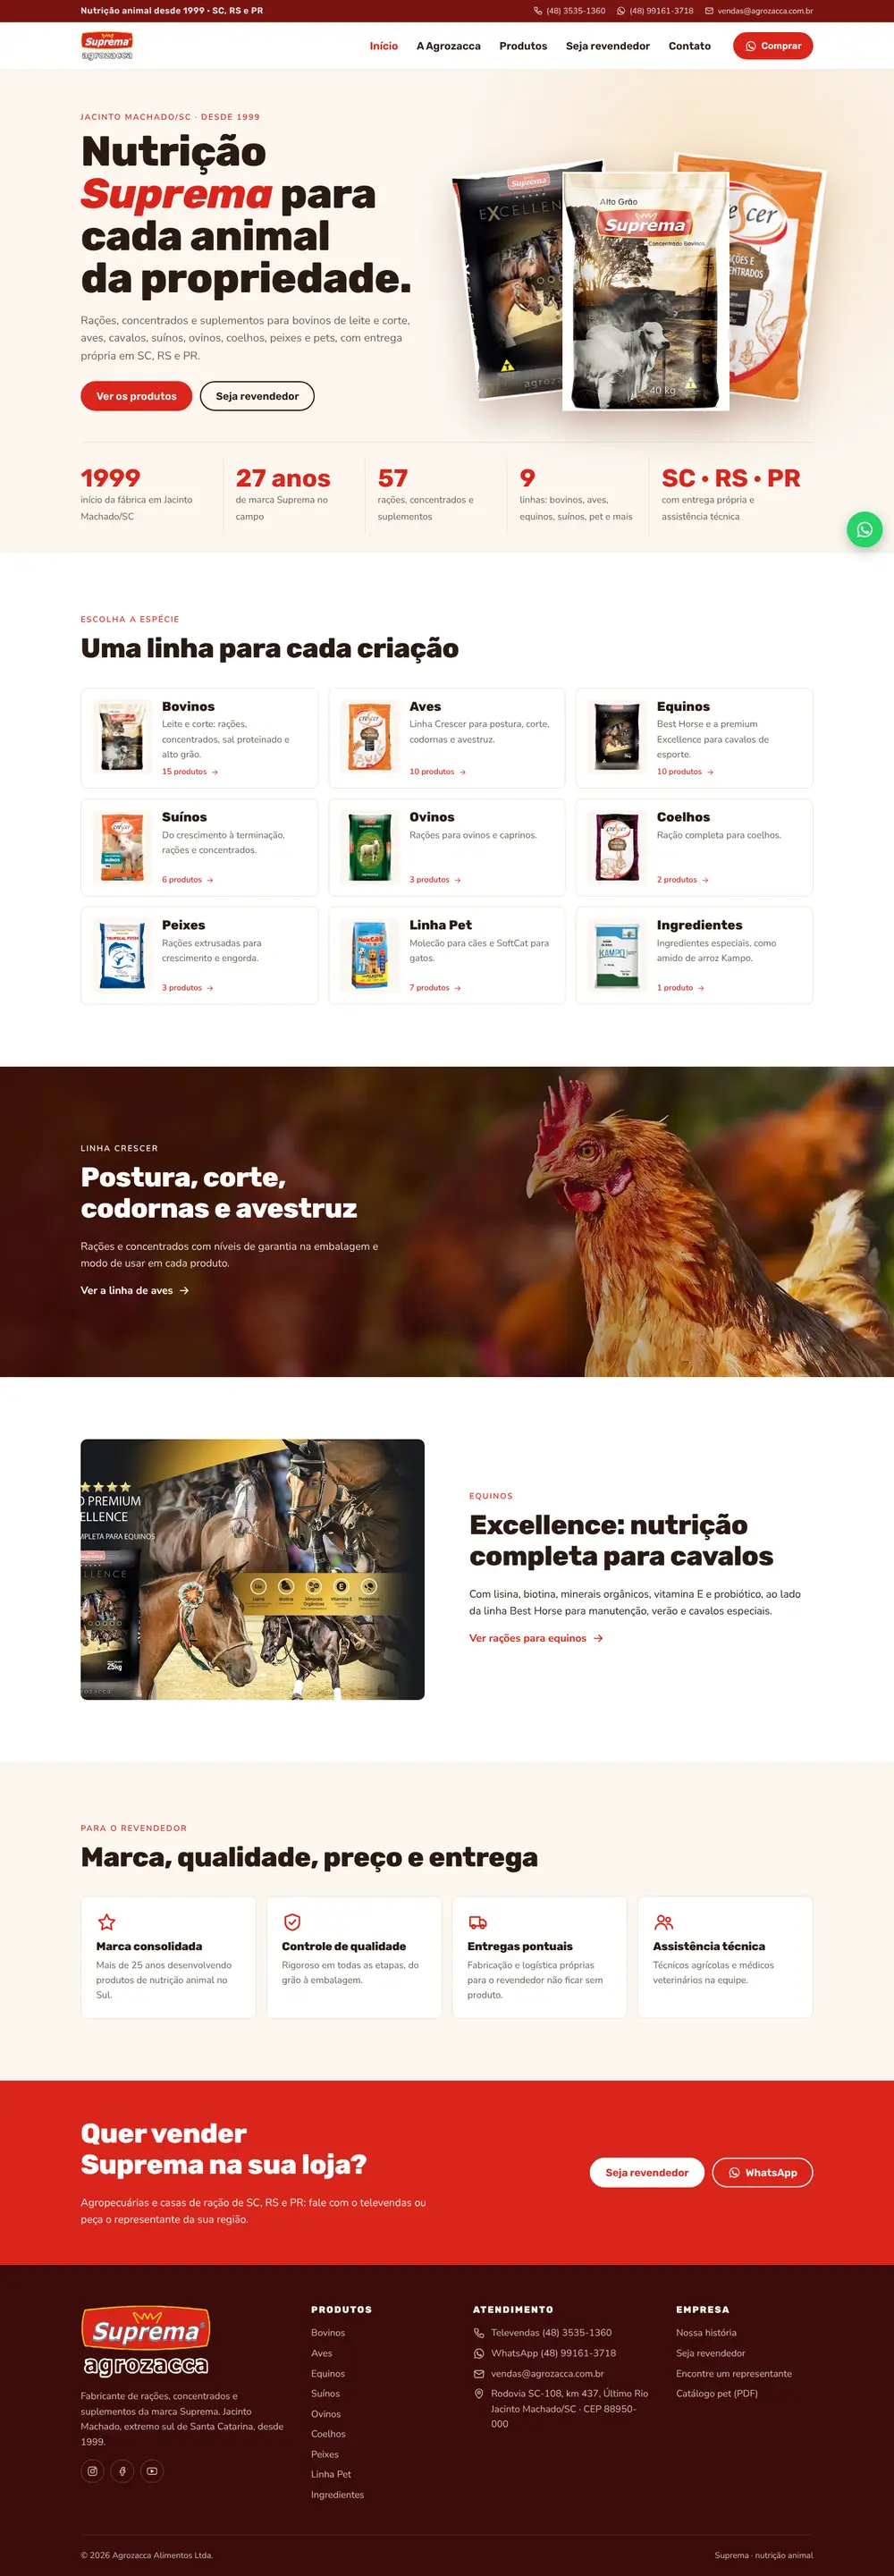 Nutrição animal desde 1999 • SC, RS e PR
(48) 3535-1360
(48) 99161-3718
vendas@agrozacca.com.br
Suprema
agrozacca
Início
A Agrozacca
Produtos
Seja revendedor
Contato
Comprar
JACINTO MACHADO/SC · DESDE 1999
Nutrição
Suprema para
cada animal
da propriedade.
Rações, concentrados e suplementos para bovinos de leite e corte,
aves, cavalos, suínos, ovinos, coelhos, peixes e pets, com entrega
própria em SC, RS e PR.
Ver os produtos
Seja revendedor
Suprema
EXCELLEN
Alto Grão
Suprema
Concentrado Bovinos
40 kg
1999
início da fábrica em Jacinto
Machado/SC
27 anos
de marca Suprema no
campo
57
rações, concentrados e
suplementos
9
linhas: bovinos, aves,
equinos, suínos, pet e mais
SC • RS • PR
com entrega própria e
assistência técnica
ESCOLHA A ESPÉCIE
Uma linha para cada criação
Bovinos
Leite e corte: rações,
concentrados, sal proteinado e
alto grão.
15 produtos →
Aves
Linha Crescer para postura, corte,
codornas e avestruz.
10 produtos →
Equinos
Best Horse e a premium
Excellence para cavalos de
esporte.
10 produtos →
Suínos
Do crescimento à terminação,
rações e concentrados.
6 produtos →
Ovinos
Rações para ovinos e caprinos.
3 produtos →
Coelhos
Ração completa para coelhos.
2 produtos →
Peixes
Rações extrusadas para
crescimento e engorda.
3 produtos →
Linha Pet
Molecão para cães e SoftCat para
gatos.
7 produtos →
KAMPO
Ingredientes
Ingredientes especiais, como
amido de arroz Kampo.
1 produto →
LINHA CRESCER
Postura, corte,
codornas e avestruz
Rações e concentrados com níveis de garantia na embalagem e
modo de usar em cada produto.
Ver a linha de aves →
O PREMIUM
ELLENCE
MPLETA PARA EQUINOS
Lisina
Biotina
Minerais
Orgânicos
Vitamina E
Probiótico
25kg
EQUINOS
Excellence: nutrição
completa para cavalos
Com lisina, biotina, minerais orgânicos, vitamina E e probiótico, ao lado
da linha Best Horse para manutenção, verão e cavalos especiais.
Ver rações para equinos →
PARA O REVENDEDOR
Marca, qualidade, preço e entrega
Marca consolidada
Mais de 25 anos desenvolvendo
produtos de nutrição animal no
Sul.
Controle de qualidade
Rigoroso em todas as etapas, do
grão à embalagem.
Entregas pontuais
Fabricação e logística próprias
para o revendedor não ficar sem
produto.
Assistência técnica
Técnicos agrícolas e médicos
veterinários na equipe.
Quer vender
Suprema na sua loja?
Agropecuárias e casas de ração de SC, RS e PR: fale com o televendas ou
peça o representante da sua região.
Seja revendedor
WhatsApp
Suprema
agrozacca
Fabricante de rações, concentrados e
suplementos da marca Suprema. Jacinto
Machado, extremo sul de Santa Catarina, desde
1999.
PRODUTOS
Bovinos
Aves
Equinos
Suínos
Ovinos
Coelhos
Peixes
Linha Pet
Ingredientes
ATENDIMENTO
Televendas (48) 3535-1360
WhatsApp (48) 99161-3718
vendas@agrozacca.com.br
Rodovia SC-108, km 437, Último Rio
Jacinto Machado/SC · CEP 88950-
000
EMPRESA
Nossa história
Seja revendedor
Encontre um representante
Catálogo pet (PDF)
© 2026 Agrozacca Alimentos Ltda.
Suprema · nutrição animal